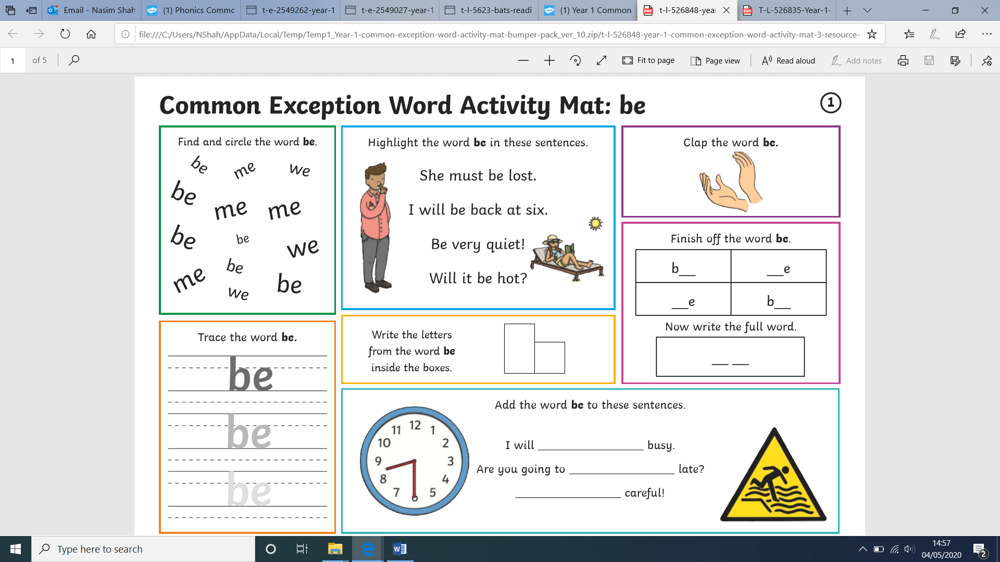 Email - Nasim Shah
(1) Phonics Commo
t-e-2549262-year-1
t-e-2549027-year-1
t-l-5623-bats-readi
(1) Year 1 Common
t-l-526848-year
T-L-526835-Year-1-
file:///C:/Users/NShah/AppData/Local/Temp/Temp1_Year-1-common-exception-word-activity-mat-bumper-pack_ver_10.zip/t-l-526848-year-1-common-exception-word-activity-mat-3-resource-
1 of 5
Fit to page
Page view
Read aloud
Add notes
Common Exception Word Activity Mat: be
1
Find and circle the word be.
be me we
be
me me
be be we
be
me be
we
Highlight the word be in these sentences.
She must be lost.
I will be back at six.
Be very quiet!
Will it be hot?
Clap the word be.
Finish off the word be.
b__ __e
__e b__
Now write the full word.
__ __
Trace the word be.
be
be
be
Write the letters
from the word be
inside the boxes.
Add the word be to these sentences.
12 1 2 3 4 5 6 7 8 9 10 11
I will ________________ busy.
Are you going to ________________ late?
________________ careful!
Type here to search
14:57
04/05/2020
2